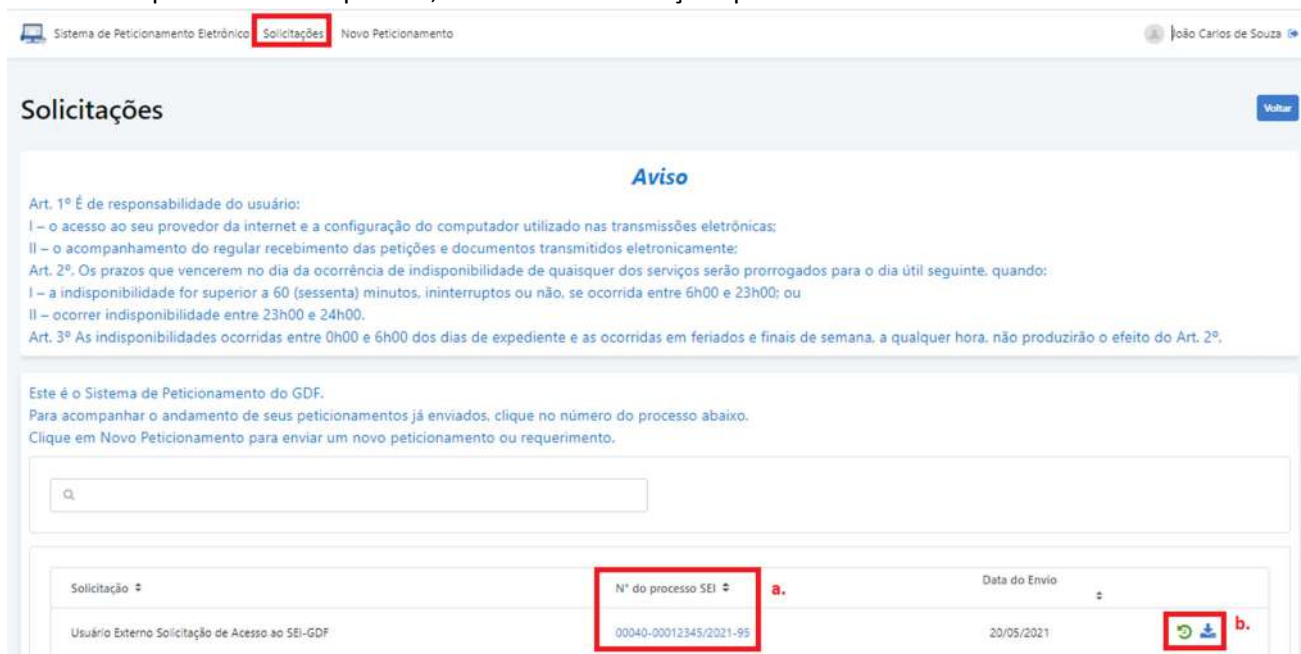 Sistema de Peticionamento Eletrônico Solicitações Novo Peticionamento João Carlos de Souza
Solicitações
Voltar
Aviso
Art. 1º É de responsabilidade do usuário:
I – o acesso ao seu provedor da internet e a configuração do computador utilizado nas transmissões eletrônicas;
II – o acompanhamento do regular recebimento das petições e documentos transmitidos eletronicamente;
Art. 2º. Os prazos que vencerem no dia da ocorrência de indisponibilidade de quaisquer dos serviços serão prorrogados para o dia útil seguinte, quando:
I – a indisponibilidade for superior a 60 (sessenta) minutos, ininterruptos ou não, se ocorrida entre 6h00 e 23h00; ou
II – ocorrer indisponibilidade entre 23h00 e 24h00.
Art. 3º As indisponibilidades ocorridas entre 0h00 e 6h00 dos dias de expediente e as ocorridas em feriados e finais de semana, a qualquer hora, não produzirão o efeito do Art. 2º.
Este é o Sistema de Peticionamento do GDF.
Para acompanhar o andamento de seus peticionamentos já enviados, clique no número do processo abaixo.
Clique em Novo Peticionamento para enviar um novo peticionamento ou requerimento.
Solicitação N° do processo SEI a. Data do Envio
Usuário Externo Solicitação de Acesso ao SEI-GDF 00040-00012345/2021-95 20/05/2021 b.